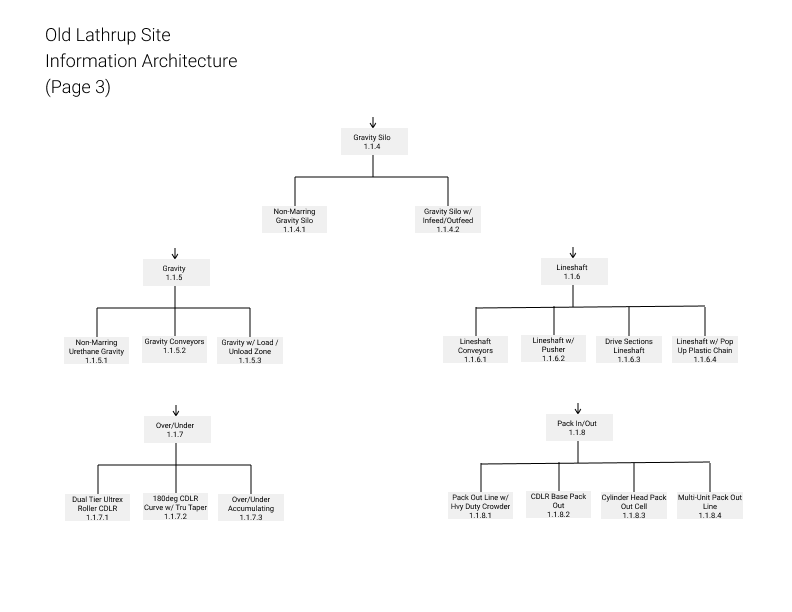 Old Lathrup Site
Information Architecture
(Page 3)
Gravity Silo
1.1.4
Non-Marring
Gravity Silo
1.1.4.1
Gravity Silo w/
Infeed/Outfeed
1.1.4.2
Gravity
1.1.5
Non-Marring
Urethane Gravity
1.1.5.1
Gravity Conveyors
1.1.5.2
Gravity w/ Load /
Unload Zone
1.1.5.3
Lineshaft
1.1.6
Lineshaft
Conveyors
1.1.6.1
Lineshaft w/
Pusher
1.1.6.2
Drive Sections
Lineshaft
1.1.6.3
Lineshaft w/ Pop
Up Plastic Chain
1.1.6.4
Over/Under
1.1.7
Dual Tier Ultrex
Roller CDLR
1.1.7.1
180deg CDLR
Curve w/ Tru Taper
1.1.7.2
Over/Under
Accumulating
1.1.7.3
Pack In/Out
1.1.8
Pack Out Line w/
Hvy Duty Crowder
1.1.8.1
CDLR Base Pack
Out
1.1.8.2
Cylinder Head Pack
Out Cell
1.1.8.3
Multi-Unit Pack Out
Line
1.1.8.4